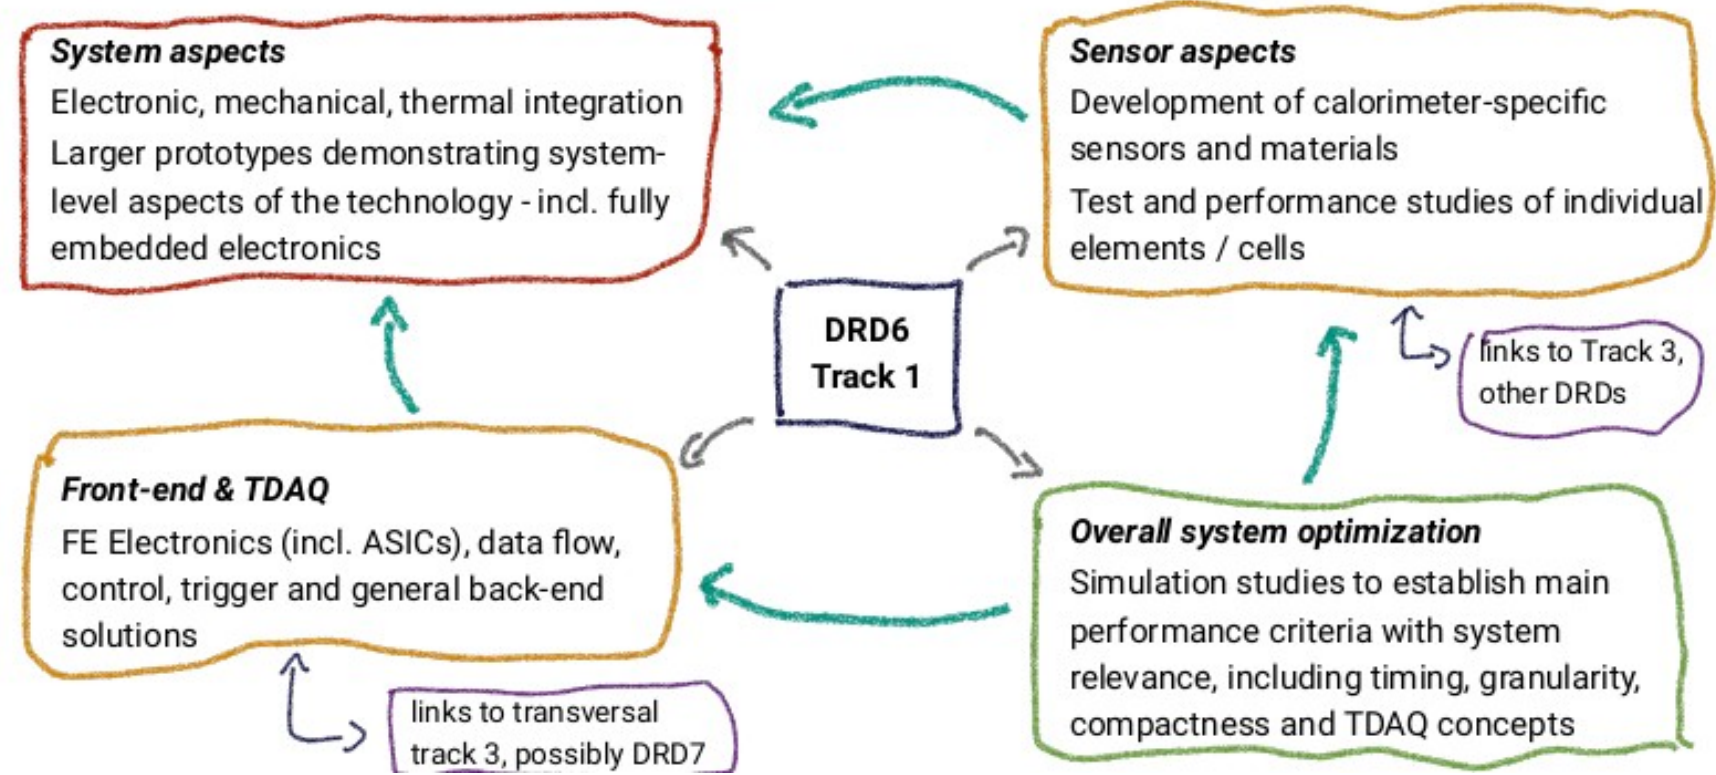 System aspects
Electronic, mechanical, thermal integration
Larger prototypes demonstrating system-
level aspects of the technology - incl. fully
embedded electronics
Sensor aspects
Development of calorimeter-specific
sensors and materials
Test and performance studies of individual
elements / cells
DRD6
Track 1
links to Track 3,
other DRDs
Front-end & TDAQ
FE Electronics (incl. ASICs), data flow,
control, trigger and general back-end
solutions
links to transversal
track 3, possibly DRD7
Overall system optimization
Simulation studies to establish main
performance criteria with system
relevance, including timing, granularity,
compactness and TDAQ concepts